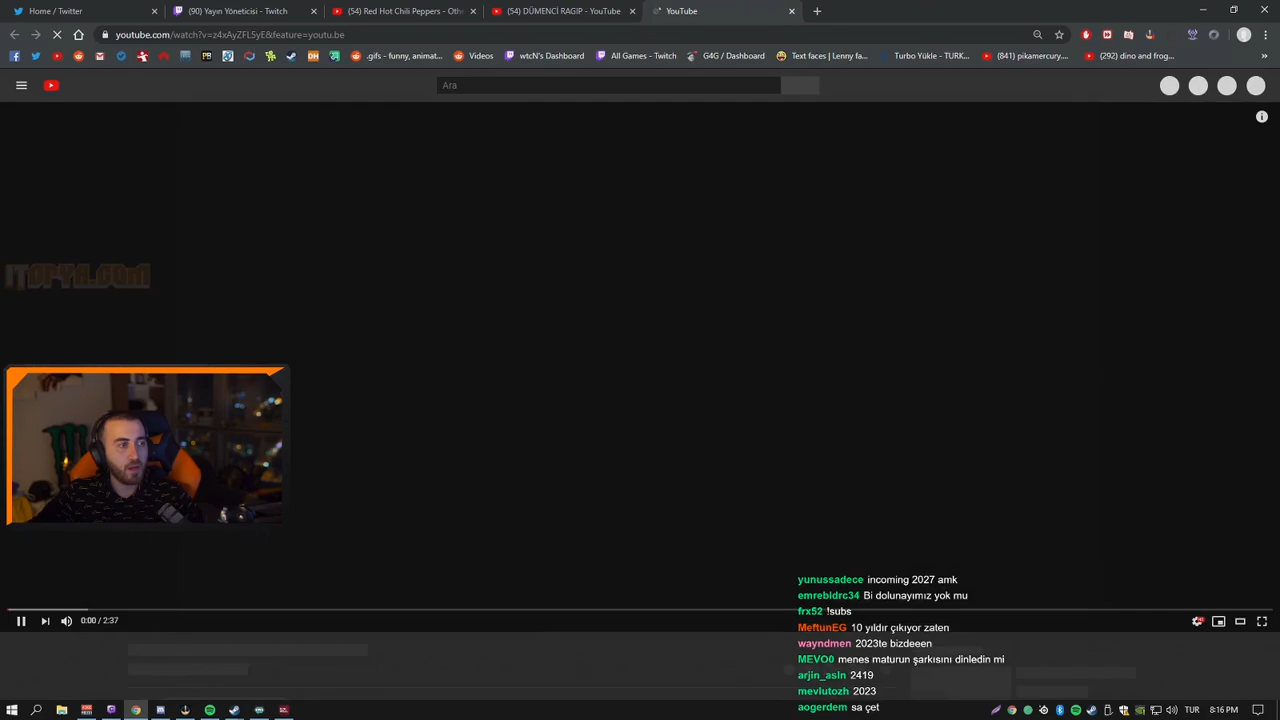 Home / Twitter
(90) Yayın Yöneticisi - Twitch
(54) Red Hot Chili Peppers - Oth
(54) DÜMENCİ RAGIP - YouTube
YouTube
youtube.com/watch?v=z4xAyZFL5yE&feature=youtu.be
.gifs - funny, animat...
Videos
wtcN's Dashboard
All Games - Twitch
G4G / Dashboard
Text faces | Lenny fa...
Turbo Yükle - TURK...
(841) pikamercury....
(292) dino and frog...
Ara
ITOPYA.COM
0:00 / 2:37
yunussadece incoming 2027 amk
emrebldrc34 Bi dolunayımız yok mu
frx52 !subs
MeftunEG 10 yıldır çıkıyor zaten
wayndmen 2023te bizdeeen
MEVO0 menes maturun şarkısını dinledin mi
arjin_asln 2419
mevlutozh 2023
aogerdem sa çet
TUR
8:16 PM